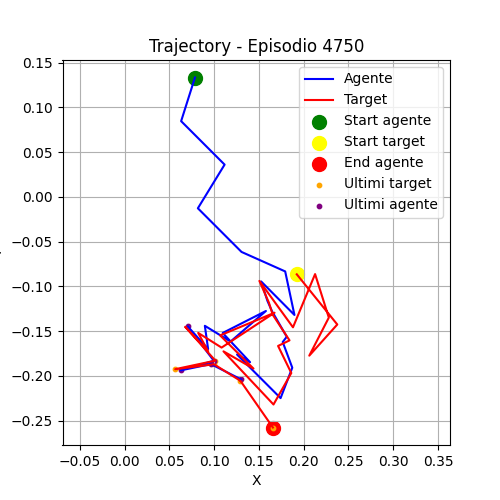 Trajectory - Episodio 4750
0.15
0.10
0.05
0.00
−0.05
−0.10
−0.15
−0.20
−0.25
Agente
Target
Start agente
Start target
End agente
Ultimi target
Ultimi agente
−0.05 0.00 0.05 0.10 0.15 0.20 0.25 0.30 0.35
X